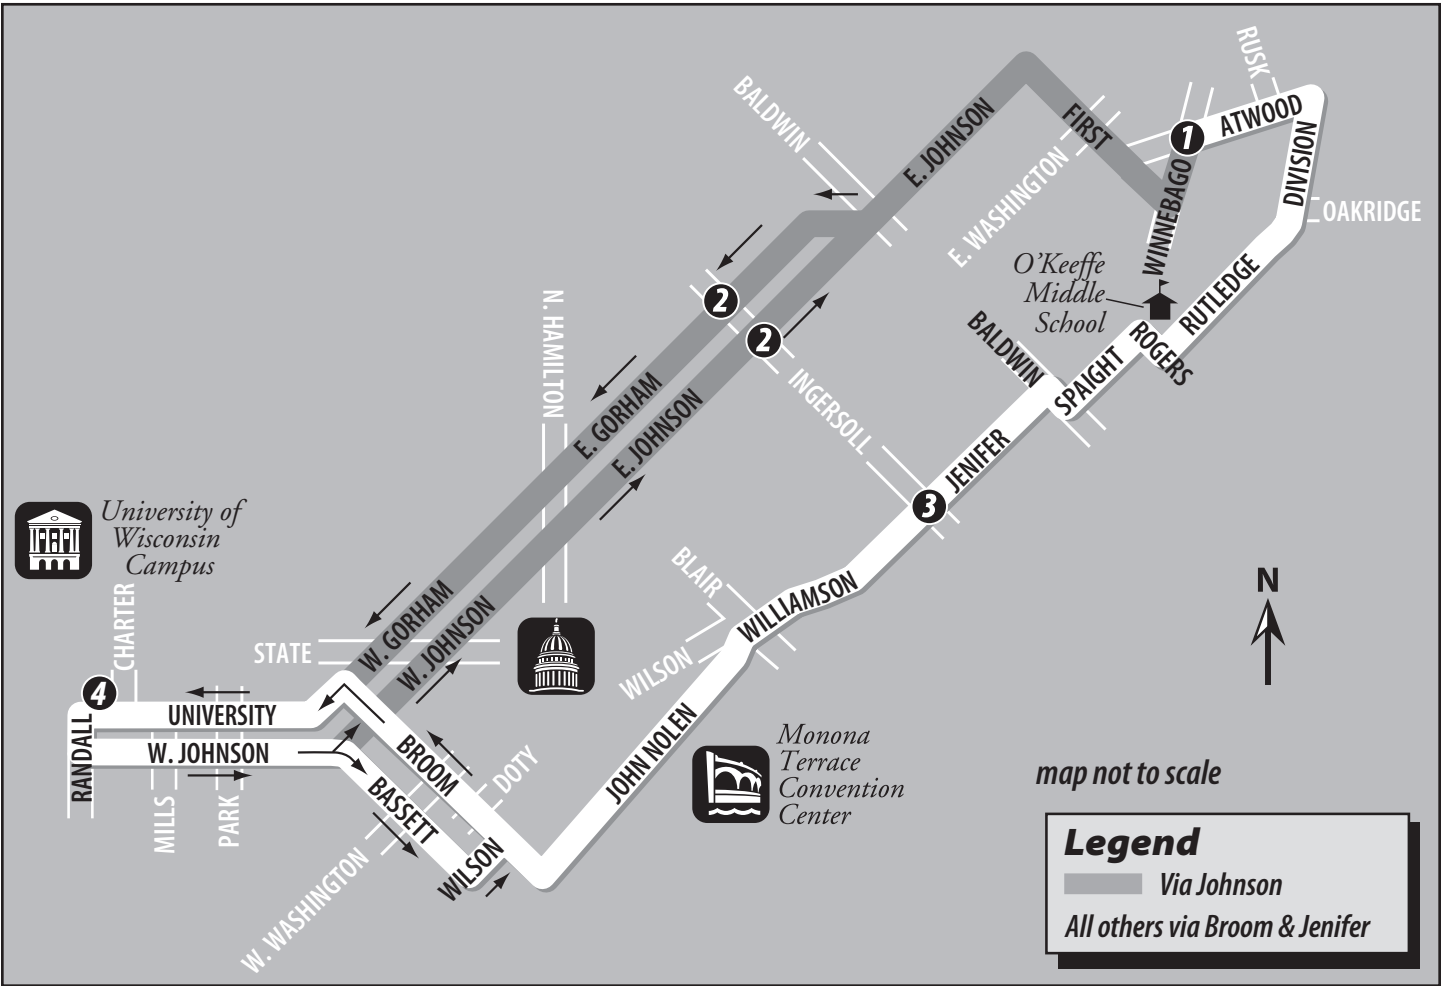 RUSK
BALDWIN
E. JOHNSON
FIRST
1
ATWOOD
DIVISION
E. WASHINGTON
WINNEBAGO
OAKRIDGE
O'Keeffe
Middle
School
RUTLEDGE
ROGERS
BALDWIN
SPAIGHT
2
2
N. HAMILTON
INGERSOLL
E. GORHAM
E. JOHNSON
JENIFER
3
University of
Wisconsin
Campus
CHARTER
BLAIR
WILLIAMSON
N
W. GORHAM
W. JOHNSON
STATE
WILSON
4
UNIVERSITY
RANDALL
W. JOHNSON
BROOM
DOTY
JOHN NOLEN
Monona
Terrace
Convention
Center
MILLS
PARK
BASSETT
WILSON
W. WASHINGTON
map not to scale
Legend
Via Johnson
All others via Broom & Jenifer